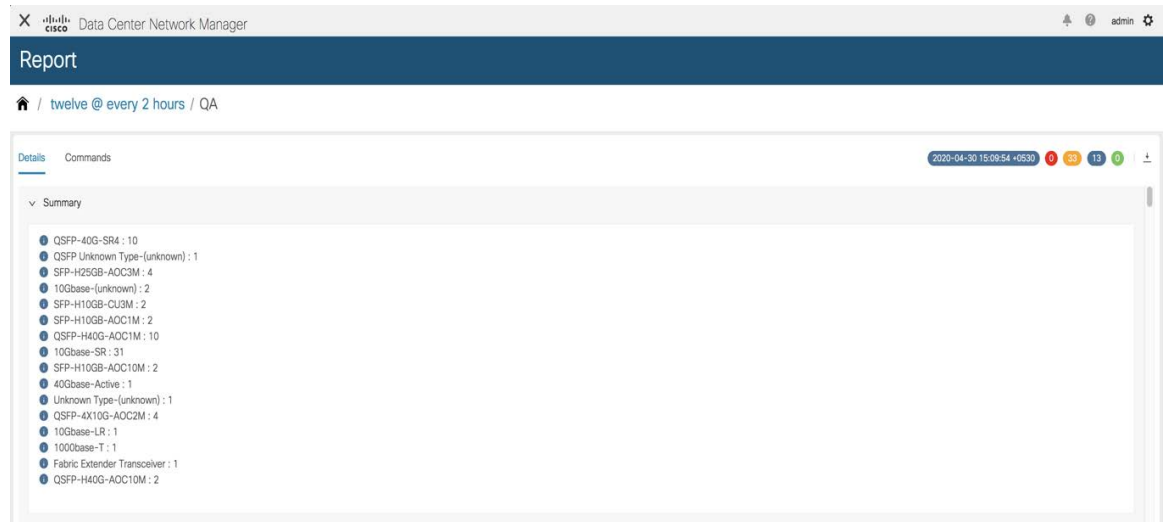 X cisco Data Center Network Manager admin
Report
/ twelve @ every 2 hours / QA
Details Commands 2020-04-30 15:09:54 +0530 0 33 13 0
Summary
QSFP-40G-SR4 : 10
QSFP Unknown Type-(unknown) : 1
SFP-H25GB-AOC3M : 4
10Gbase-(unknown) : 2
SFP-H10GB-CU3M : 2
SFP-H10GB-AOC1M : 2
QSFP-H40G-AOC1M : 10
10Gbase-SR : 31
SFP-H10GB-AOC10M : 2
40Gbase-Active : 1
Unknown Type-(unknown) : 1
QSFP-4X10G-AOC2M : 4
10Gbase-LR : 1
1000base-T : 1
Fabric Extender Transceiver : 1
QSFP-H40G-AOC10M : 2